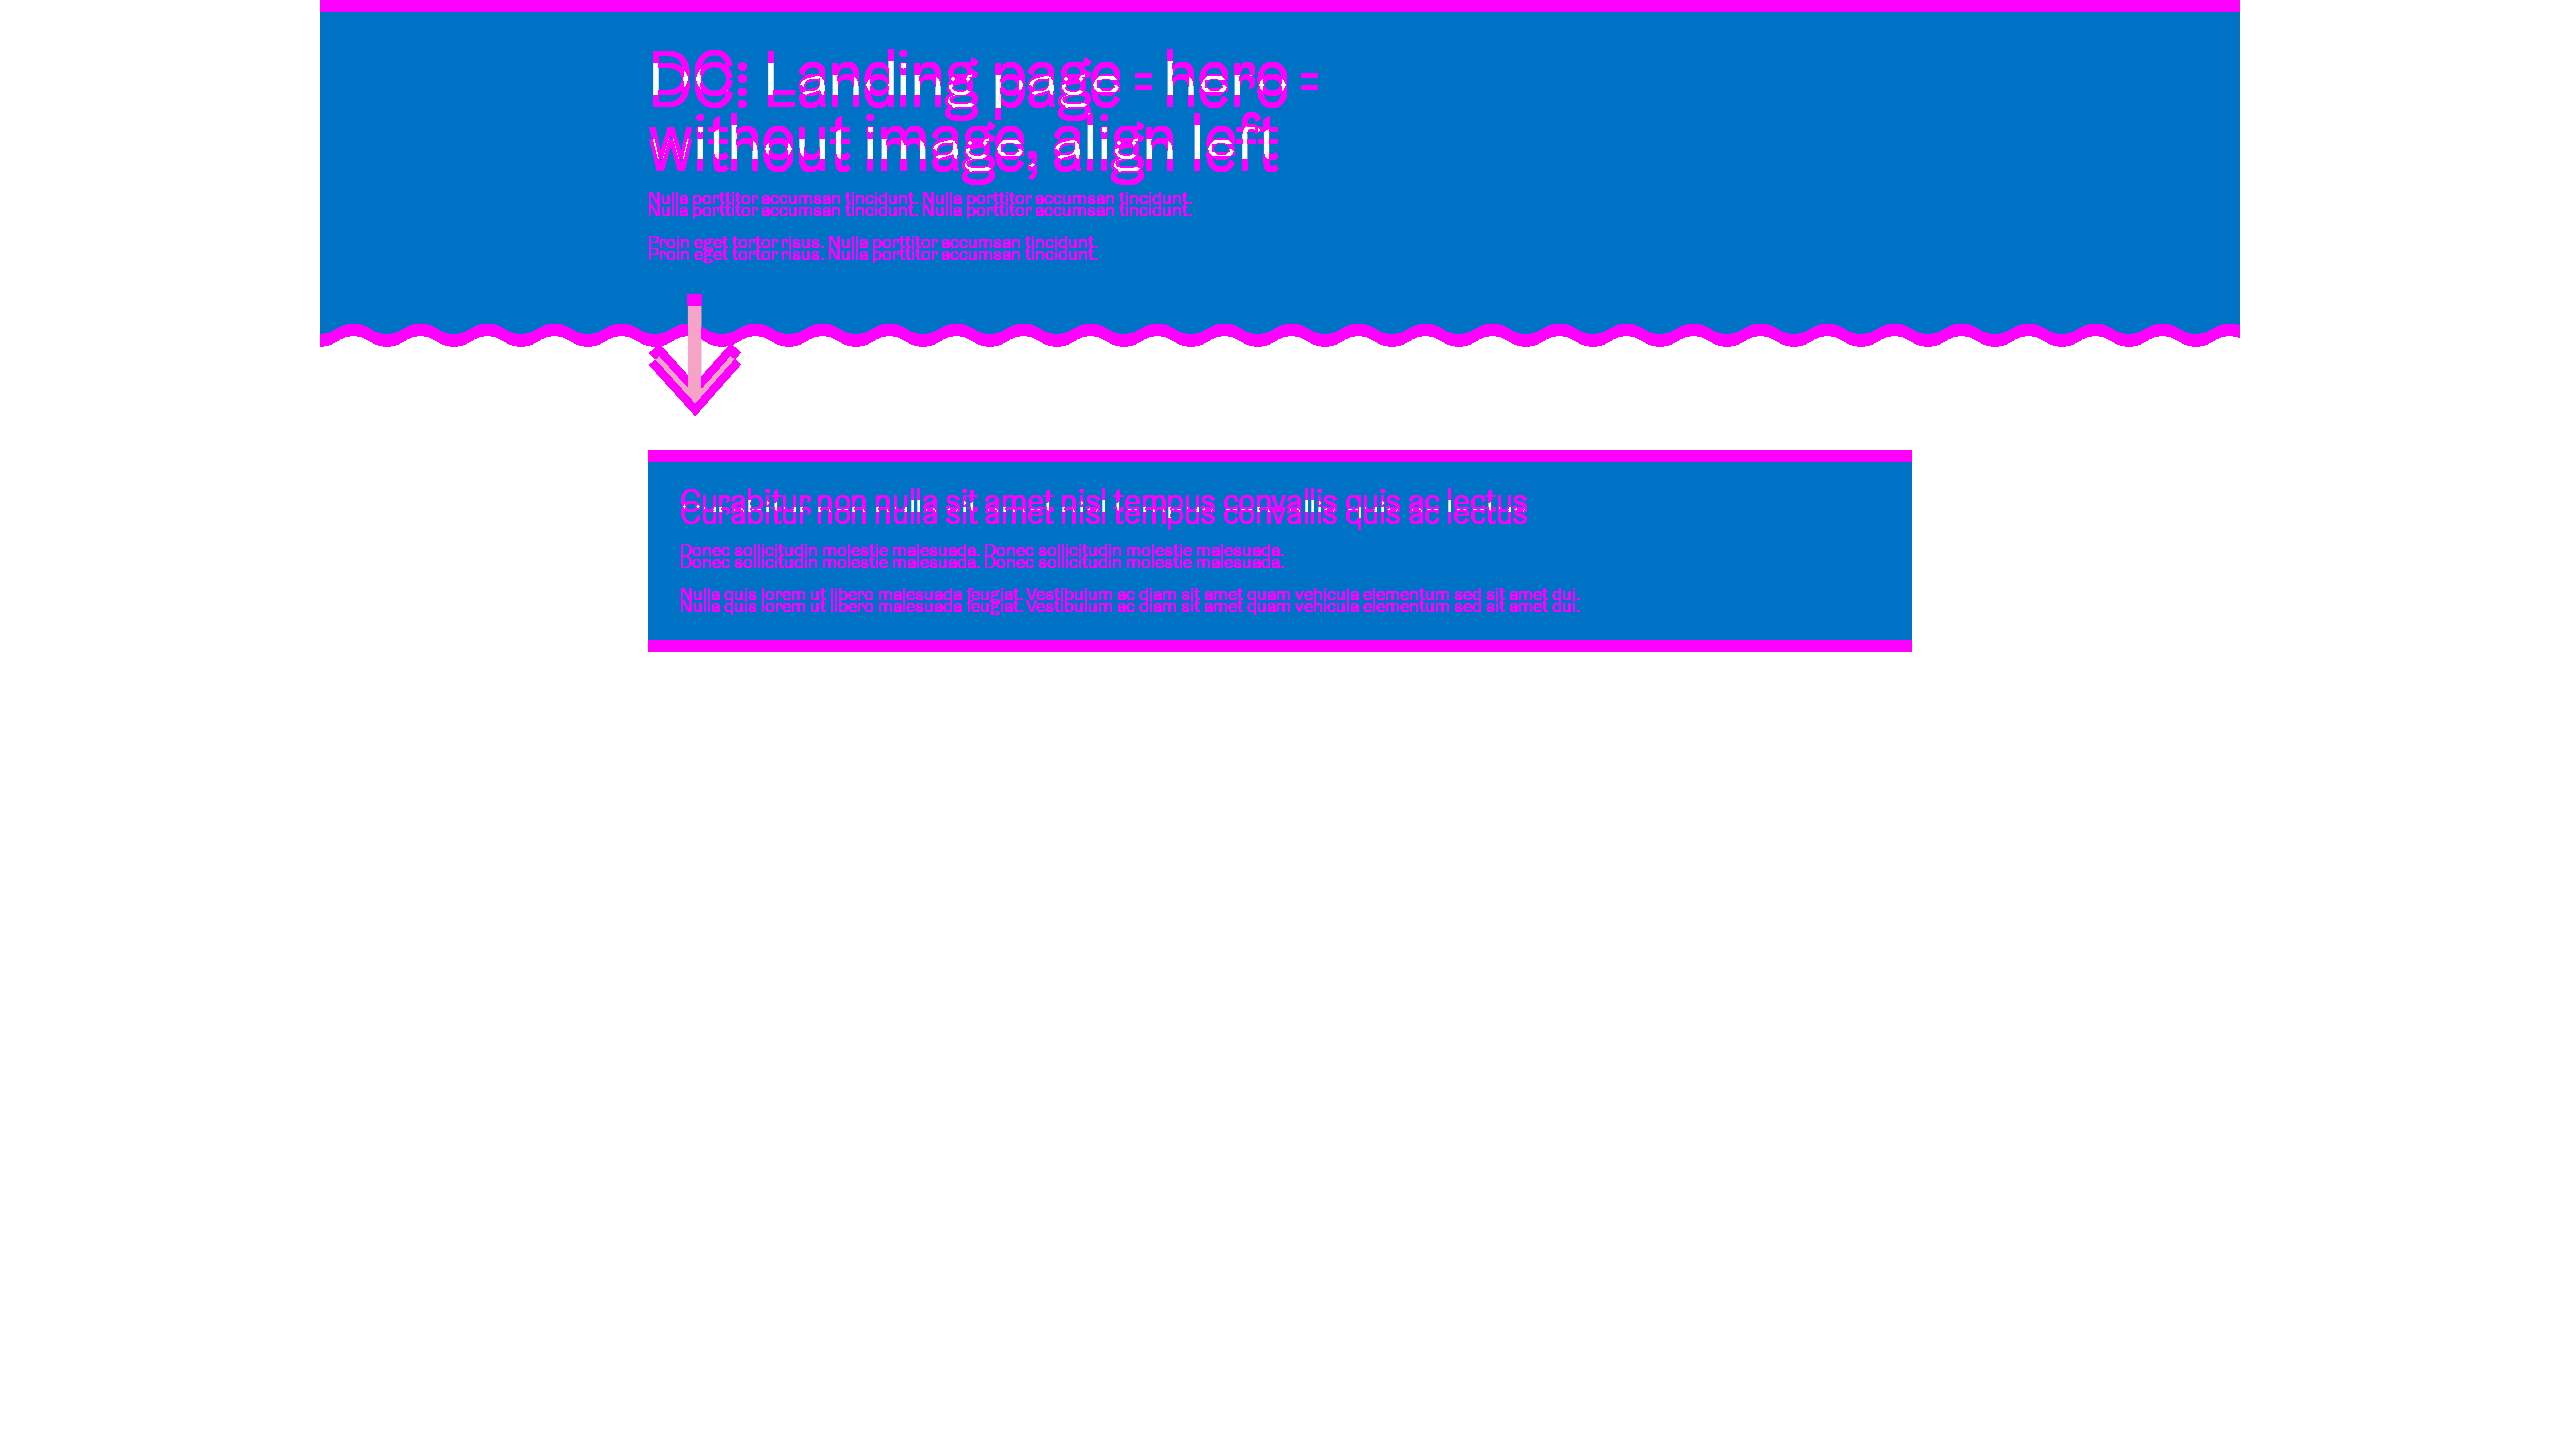 DC: Landing page - hero -
without image, align left
Nulla porttitor accumsan tincidunt. Nulla porttitor accumsan tincidunt.
Proin eget tortor risus. Nulla porttitor accumsan tincidunt.
Curabitur non nulla sit amet nisl tempus convallis quis ac lectus
Donec sollicitudin molestie malesuada. Donec sollicitudin molestie malesuada.
Nulla quis lorem ut libero malesuada feugiat. Vestibulum ac diam sit amet quam vehicula elementum sed sit amet dui.